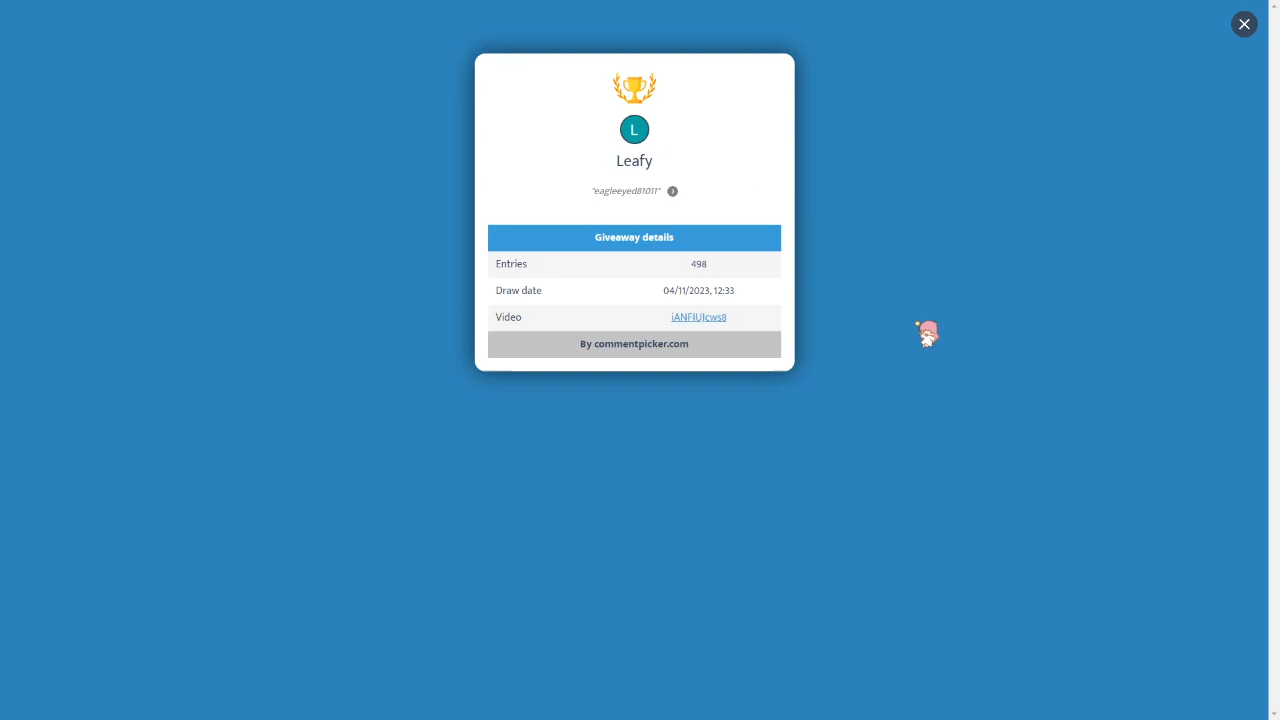 L
Leafy
"eagleeyed81011"
Giveaway details
Entries 498
Draw date 04/11/2023, 12:33
Video iANFIUJcws8
By commentpicker.com